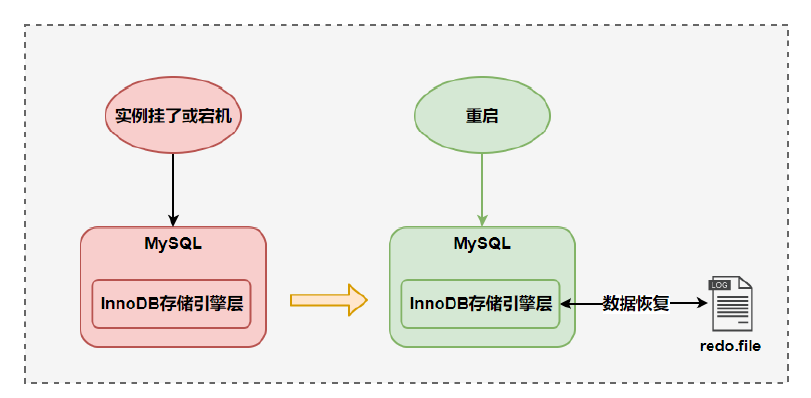 实例挂了或宕机
重启
MySQL
MySQL
InnoDB存储引擎层
InnoDB存储引擎层
数据恢复
LOG
redo.file